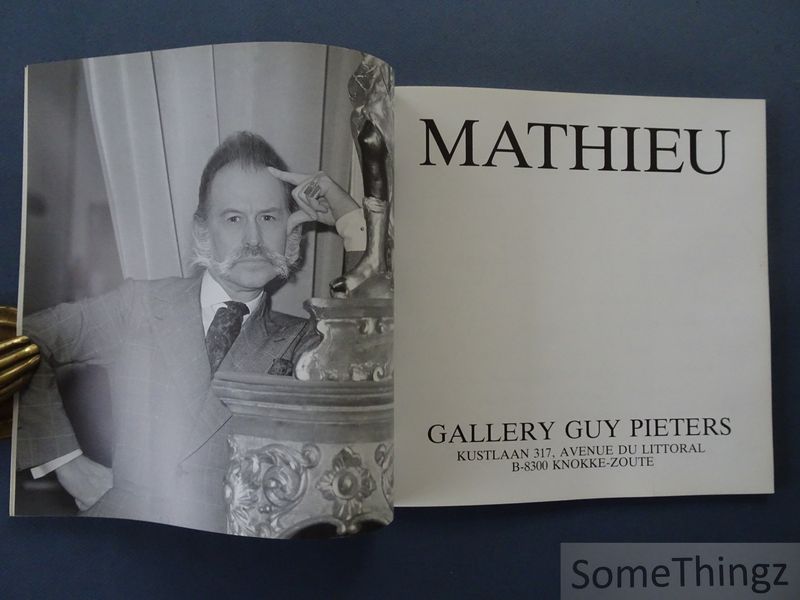 MATHIEU
GALLERY GUY PIETERS
KUSTLAAN 317, AVENUE DU LITTORAL
B-8300 KNOKKE-ZOUTE
SomeThingz